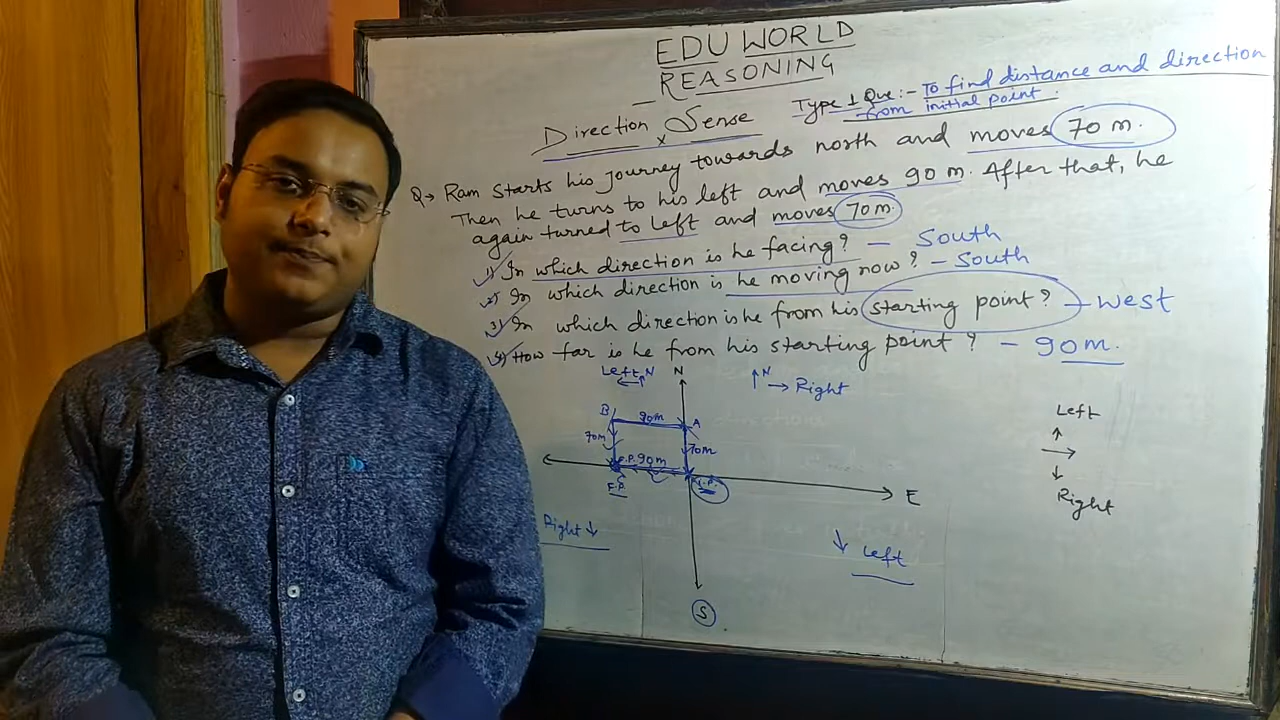 EDU WORLD
REASONING
Direction Sense
Type 1 Que:- To find distance and direction
from initial point.
Q→ Ram starts his journey towards north and moves 70 m.
Then he turns to his left and moves 90 m. After that, he
again turned to left and moves 70m.
1) In which direction is he facing? - South
2) In which direction is he moving now? - South
3) In which direction is he from his starting point? - West
4) How far is he from his starting point? - 90m.
Left N
N
N
Right
Left
B 90m A
70m 70m
F.P. 90m
C I.P.
F.P.
E
Right
Right ↓
↓ Left
S